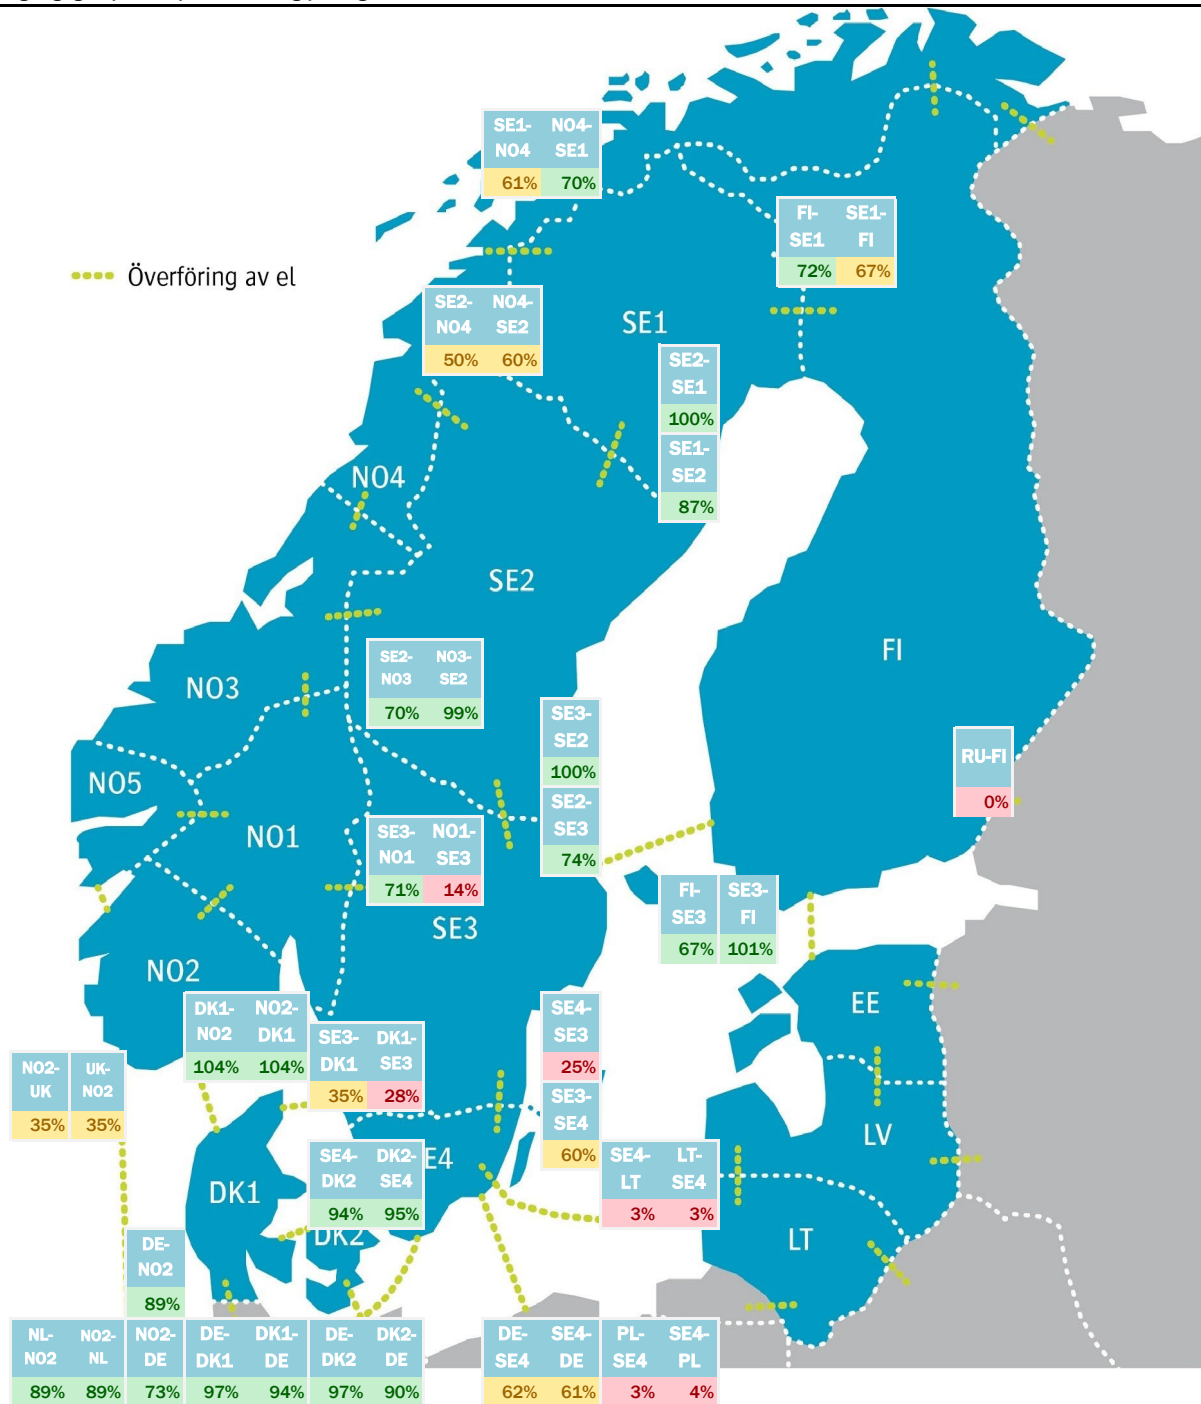 SE1- NO4-
NO4 SE1
61% 70%
FI- SE1-
SE1 FI
72% 67%
Överföring av el
SE2- NO4-
NO4 SE2
50% 60%
SE1
SE2-
SE1
100%
SE1-
SE2
87%
NO4
SE2
FI
SE2- NO3-
NO3 SE2
70% 99%
NO3
SE3-
SE2
100%
SE2-
SE3
74%
RU-FI
0%
NO5
NO1
SE3- NO1-
NO1 SE3
71% 14%
SE3
FI- SE3-
SE3 FI
67% 101%
NO2
DK1- NO2-
NO2 DK1
104% 104%
SE3- DK1-
DK1 SE3
35% 28%
SE4-
SE3
25%
SE3-
SE4
60%
EE
NO2- UK-
UK NO2
35% 35%
LV
SE4- DK2-
DK2 SE4
94% 95%
E4
SE4- LT-
LT SE4
3% 3%
DK1
DK2
LT
DE-
NO2
89%
NL- NO2- NO2- DE- DK1- DE- DK2- DE- SE4- PL- SE4-
NO2 NL DE DK1 DE DK2 DE SE4 DE SE4 PL
89% 89% 73% 97% 94% 97% 90% 62% 61% 3% 4%